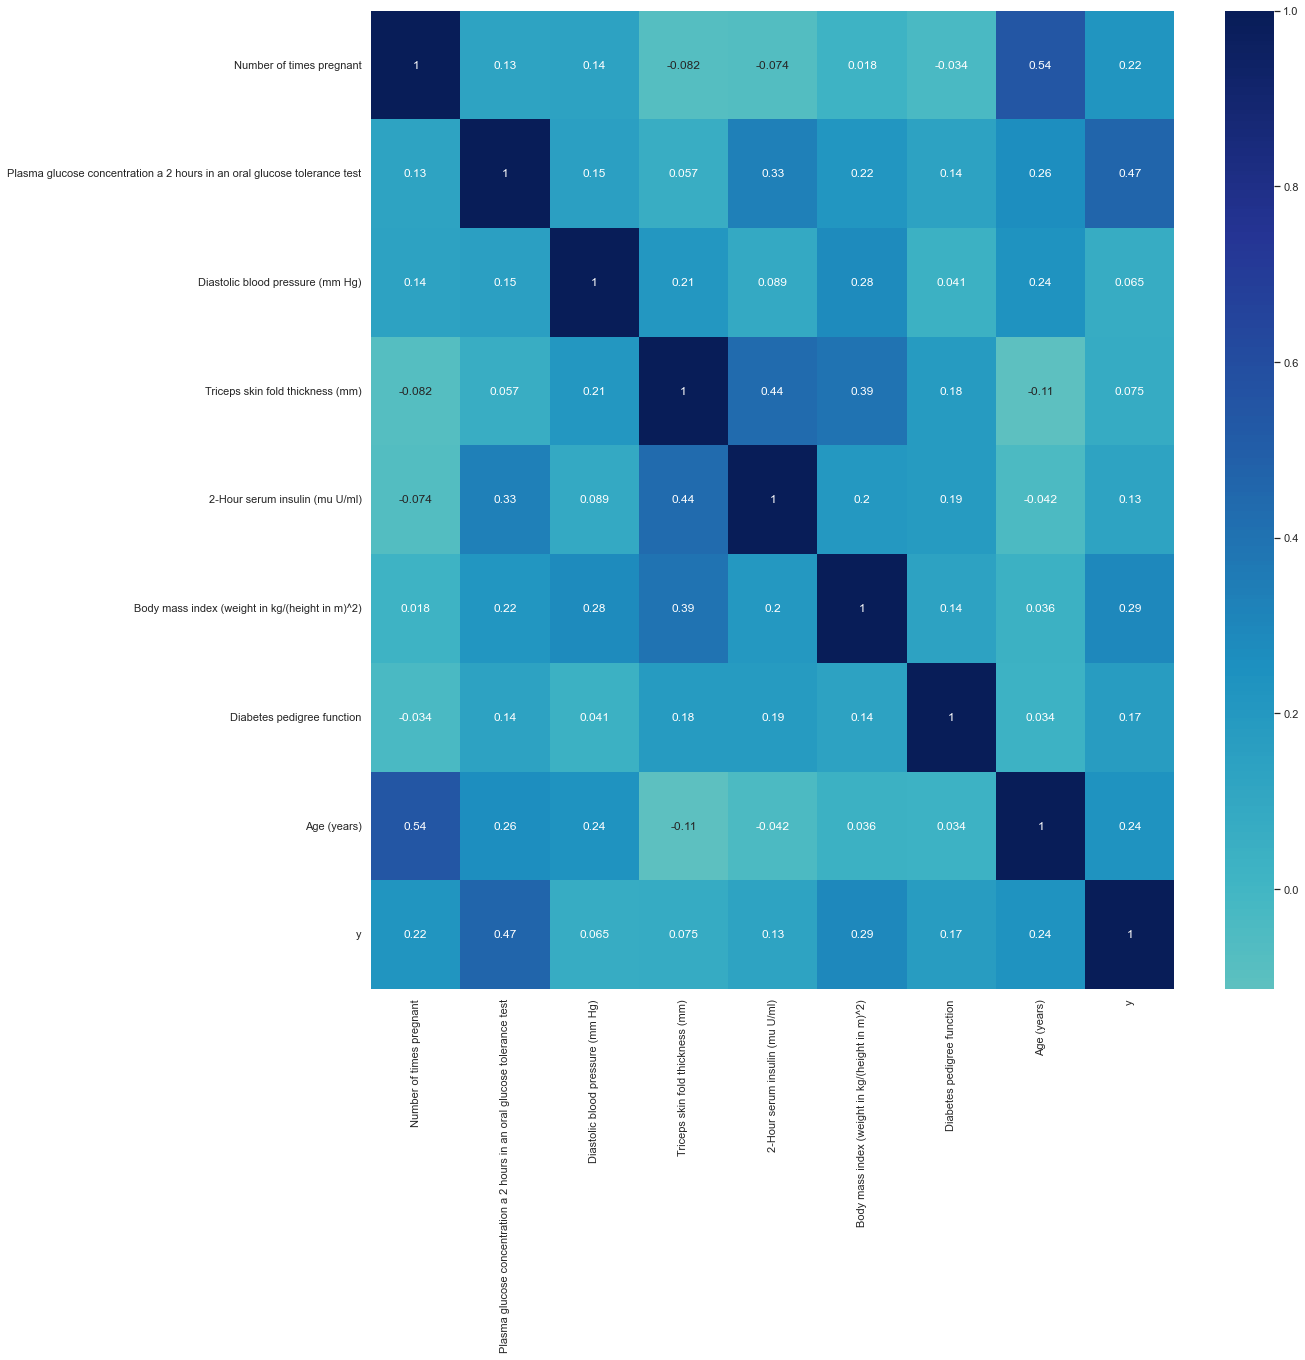 Number of times pregnant 1 0.13 0.14 -0.082 -0.074 0.018 -0.034 0.54 0.22
Plasma glucose concentration a 2 hours in an oral glucose tolerance test 0.13 1 0.15 0.057 0.33 0.22 0.14 0.26 0.47
Diastolic blood pressure (mm Hg) 0.14 0.15 1 0.21 0.089 0.28 0.041 0.24 0.065
Triceps skin fold thickness (mm) -0.082 0.057 0.21 1 0.44 0.39 0.18 -0.11 0.075
2-Hour serum insulin (mu U/ml) -0.074 0.33 0.089 0.44 1 0.2 0.19 -0.042 0.13
Body mass index (weight in kg/(height in m)^2) 0.018 0.22 0.28 0.39 0.2 1 0.14 0.036 0.29
Diabetes pedigree function -0.034 0.14 0.041 0.18 0.19 0.14 1 0.034 0.17
Age (years) 0.54 0.26 0.24 -0.11 -0.042 0.036 0.034 1 0.24
y 0.22 0.47 0.065 0.075 0.13 0.29 0.17 0.24 1
Number of times pregnant
Plasma glucose concentration a 2 hours in an oral glucose tolerance test
Diastolic blood pressure (mm Hg)
Triceps skin fold thickness (mm)
2-Hour serum insulin (mu U/ml)
Body mass index (weight in kg/(height in m)^2)
Diabetes pedigree function
Age (years)
y
1.0
0.8
0.6
0.4
0.2
0.0